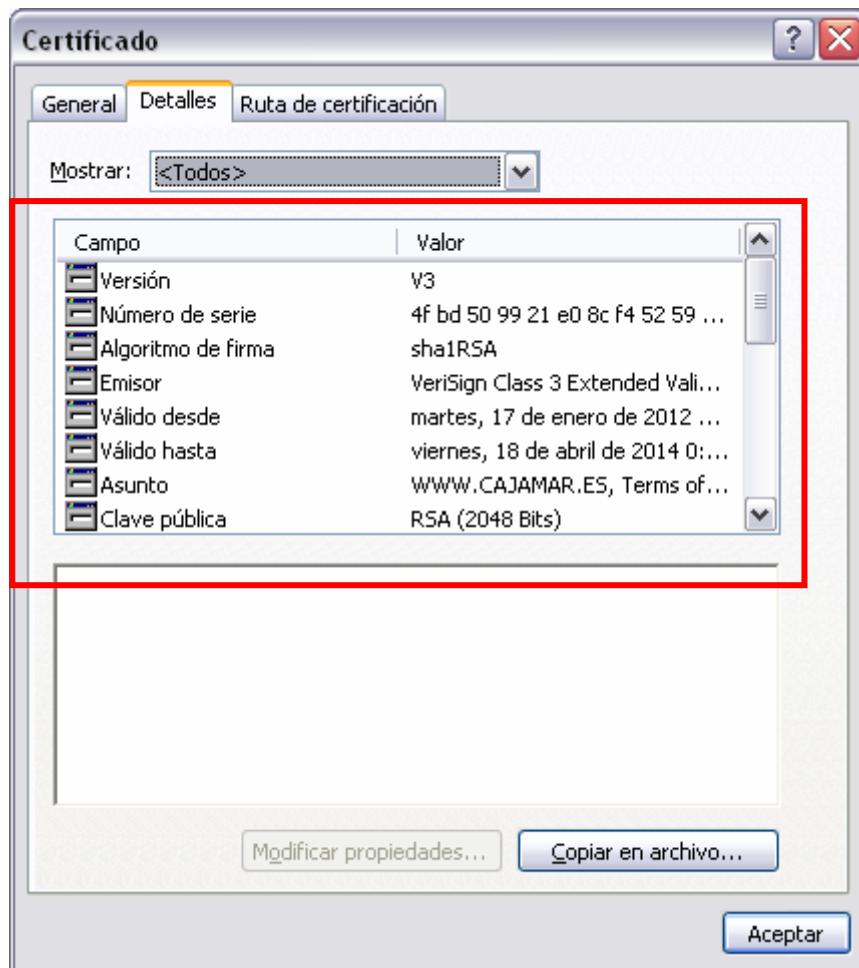 Certificado
General Detalles Ruta de certificación
Mostrar: <Todos>
Campo Valor
Versión V3
Número de serie 4f bd 50 99 21 e0 8c f4 52 59 ...
Algoritmo de firma sha1RSA
Emisor VeriSign Class 3 Extended Vali...
Válido desde martes, 17 de enero de 2012 ...
Válido hasta viernes, 18 de abril de 2014 0:...
Asunto WWW.CAJAMAR.ES, Terms of...
Clave pública RSA (2048 Bits)
Modificar propiedades... Copiar en archivo...
Aceptar